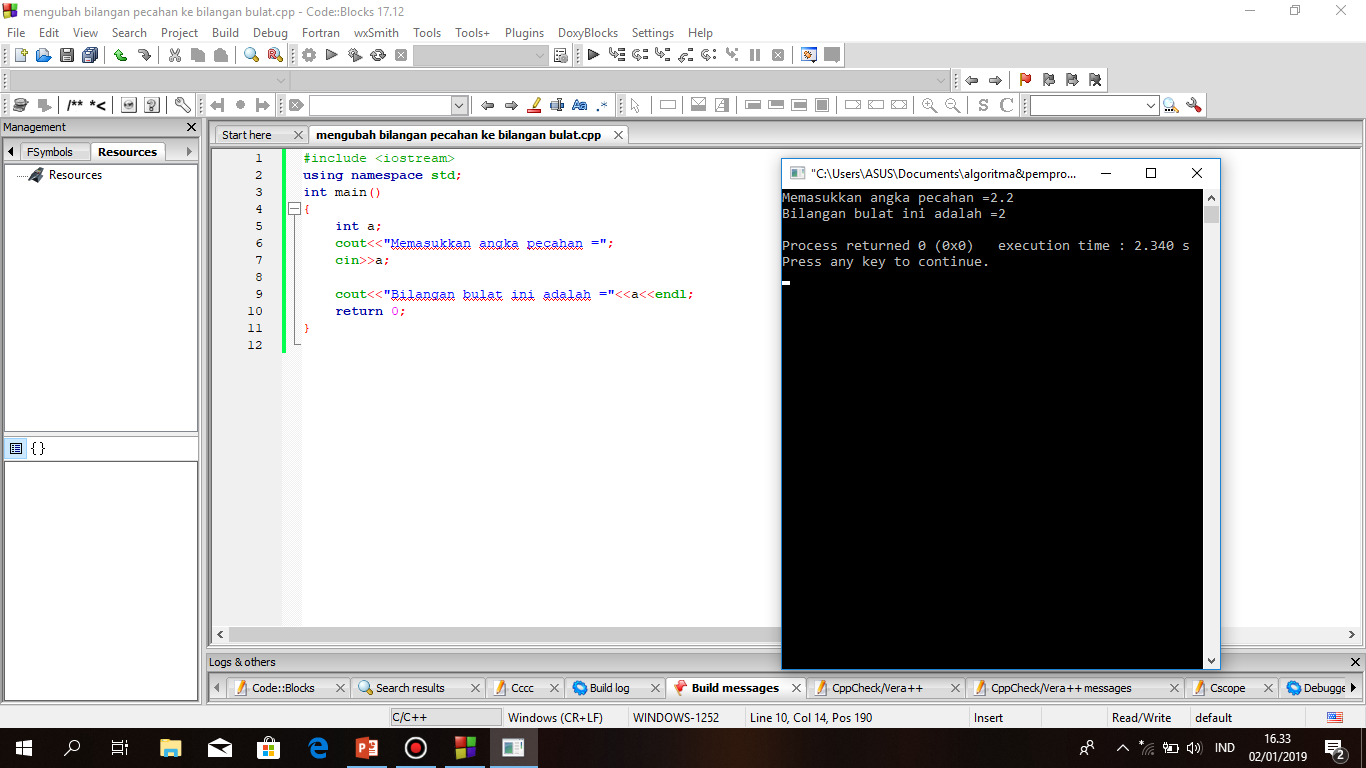 mengubah bilangan pecahan ke bilangan bulat.cpp - Code::Blocks 17.12
File Edit View Search Project Build Debug Fortran wxSmith Tools Tools+ Plugins DoxyBlocks Settings Help
/** *<
Aa .*
S C
Management
Start here mengubah bilangan pecahan ke bilangan bulat.cpp
FSymbols Resources
Resources
{}
1 #include <iostream>
2 using namespace std;
3 int main()
4 {
5 int a;
6 cout<<"Memasukkan angka pecahan =";
7 cin>>a;
8
9 cout<<"Bilangan bulat ini adalah ="<<a<<endl;
10 return 0;
11 }
12
"C:\Users\ASUS\Documents\algoritma&pempro...
Memasukkan angka pecahan =2.2
Bilangan bulat ini adalah =2
Process returned 0 (0x0) execution time : 2.340 s
Press any key to continue.
Logs & others
Code::Blocks Search results Cccc Build log Build messages CppCheck/Vera++ CppCheck/Vera++ messages Cscope Debugge
C/C++ Windows (CR+LF) WINDOWS-1252 Line 10, Col 14, Pos 190 Insert Read/Write default
IND
16.33
02/01/2019
2